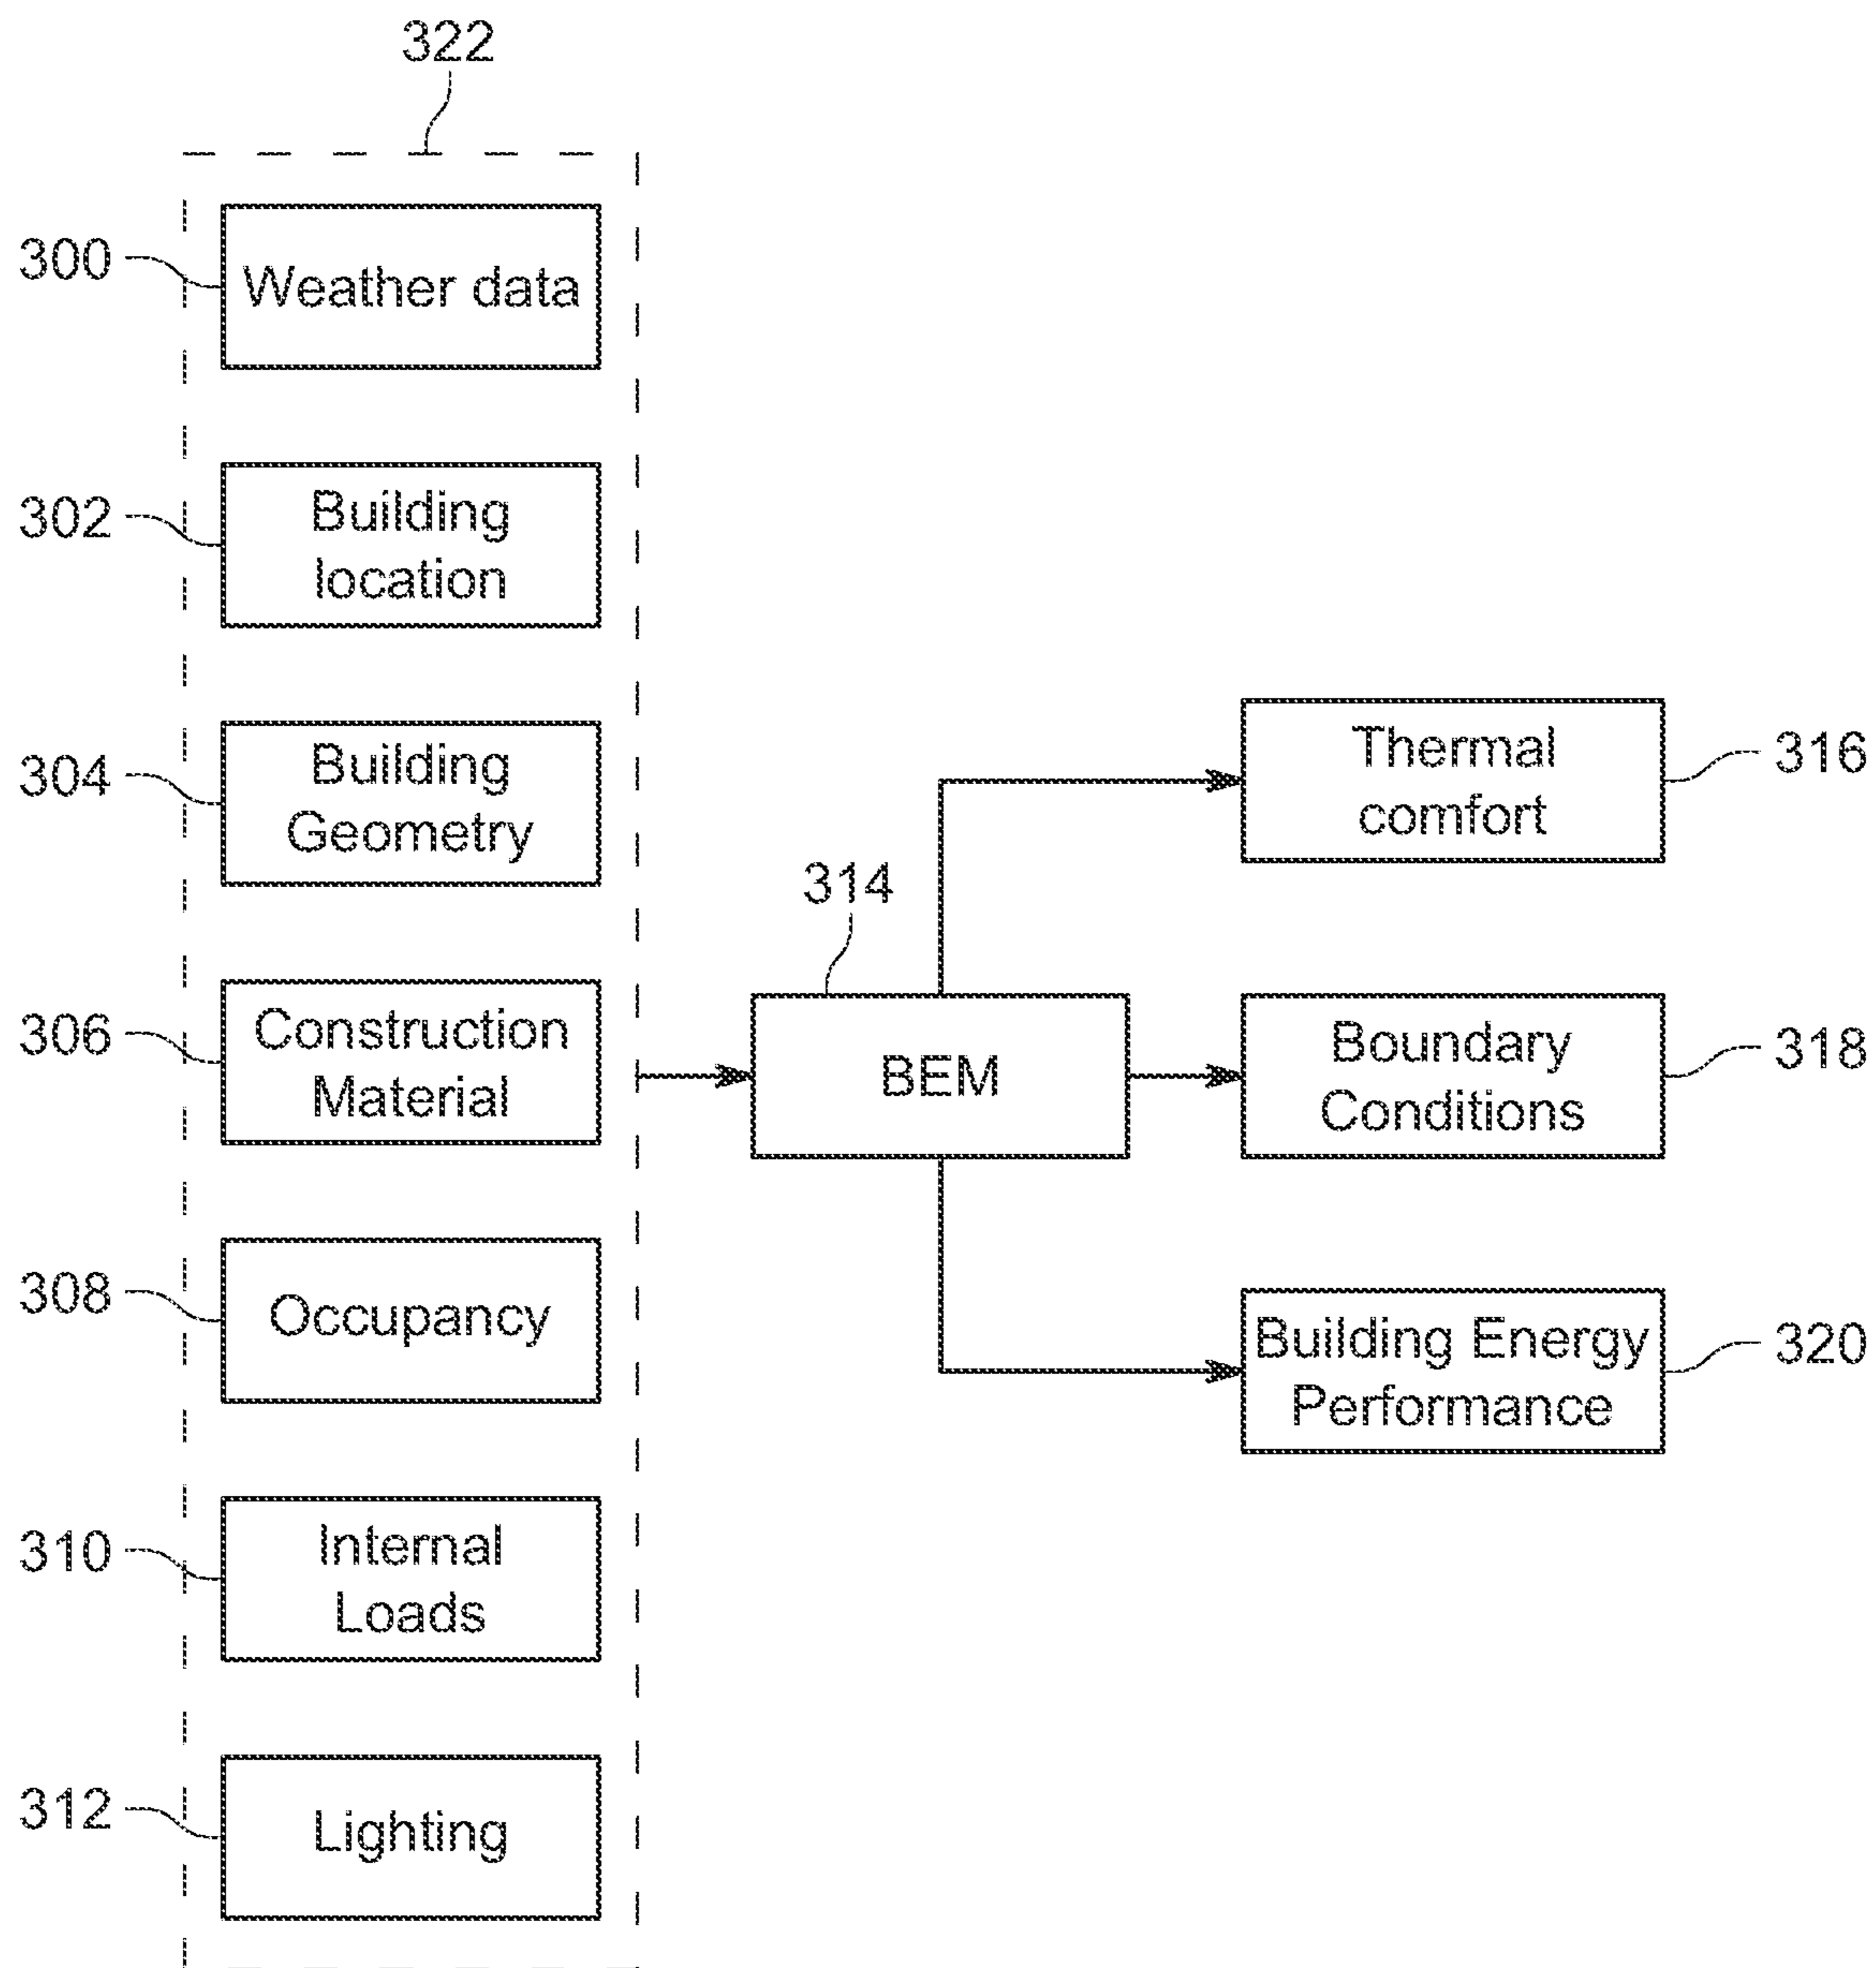 322
300
Weather data
302
Building
location
304
Building
Geometry
306
Construction
Material
308
Occupancy
310
Internal
Loads
312
Lighting
314
BEM
Thermal
comfort
316
Boundary
Conditions
318
Building Energy
Performance
320